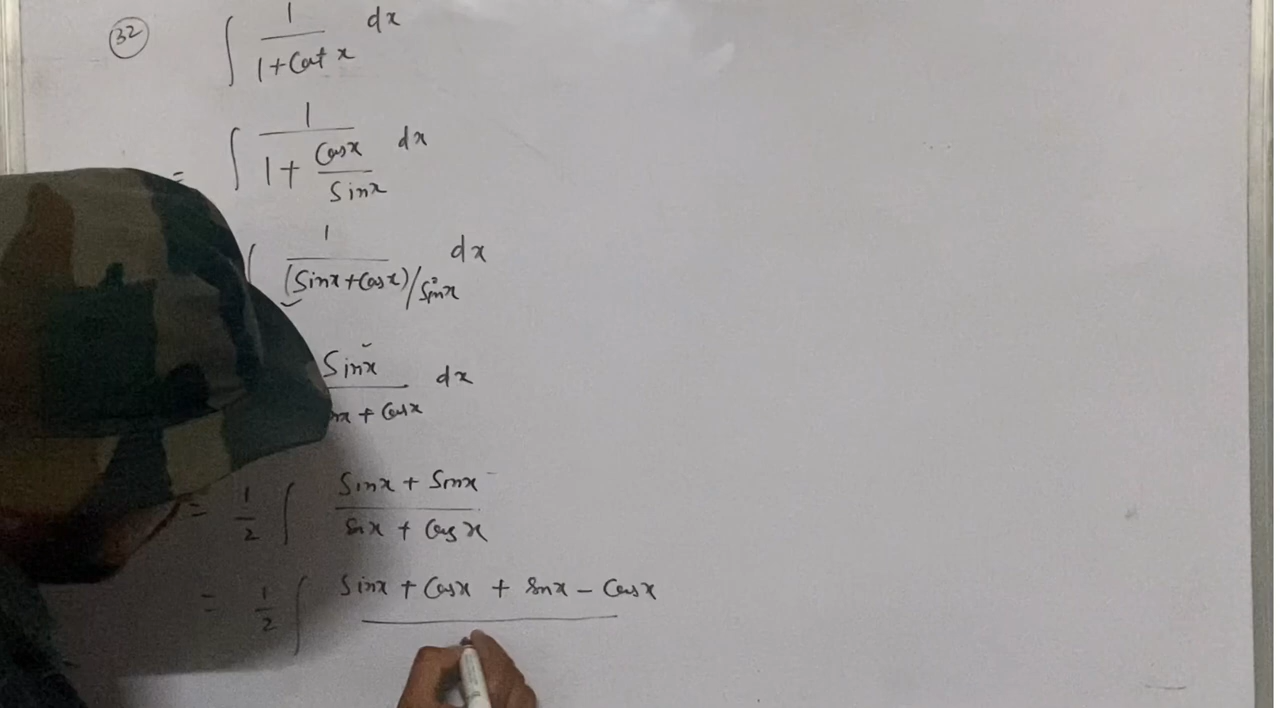 32 ∫ 1/(1+Cot x) dx
= ∫ 1/(1+ Cosx/Sinx) dx
∫ 1/((Sinx+Cosx)/Sinx) dx
Sinx/(nx + Cosx) dx
= 1/2 ∫ (Sinx + Sinx)/(Sinx + Cosx)
= 1/2 ∫ Sinx + Cosx + Sinx - Cosx